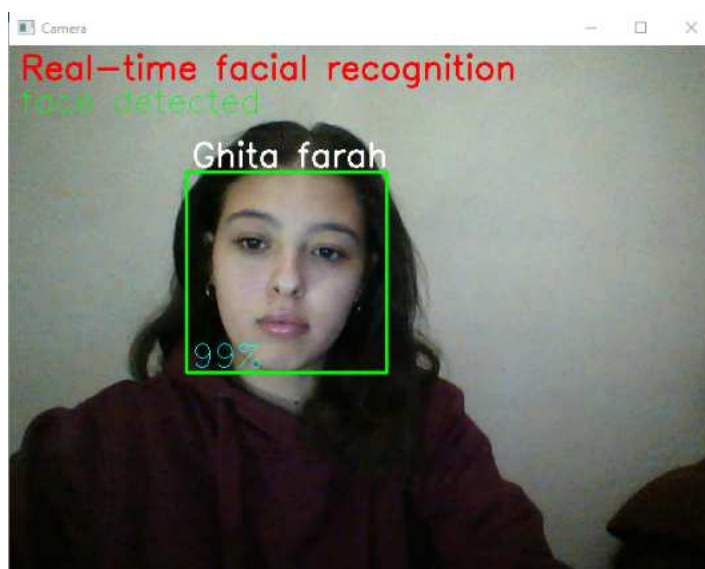 Camera
Real-time facial recognition
face detected
Ghita farah
99%